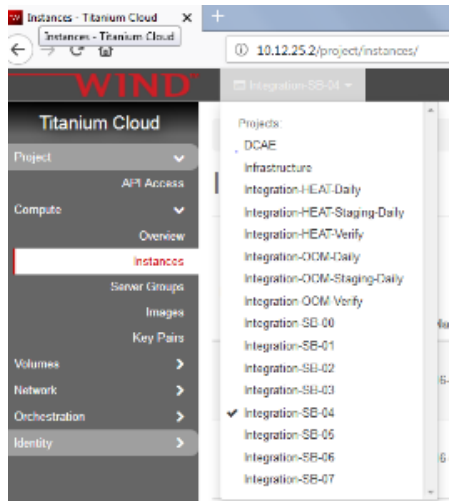 Instances - Titanium Cloud
Instances - Titanium Cloud
10.12.25.2/project/instances/
WIND
Integration-SB-04
Titanium Cloud
Project
API Access
Compute
Overview
Instances
Server Groups
Images
Key Pairs
Volumes
Network
Orchestration
Identity
Projects:
DCAE
Infrastructure
Integration-HEAT-Daily
Integration-HEAT-Staging-Daily
Integration-HEAT-Verify
Integration-OOM-Daily
Integration-OOM-Staging-Daily
Integration-OOM-Verify
Integration-SB-00
Integration-SB-01
Integration-SB-02
Integration-SB-03
Integration-SB-04
Integration-SB-05
Integration-SB-06
Integration-SB-07